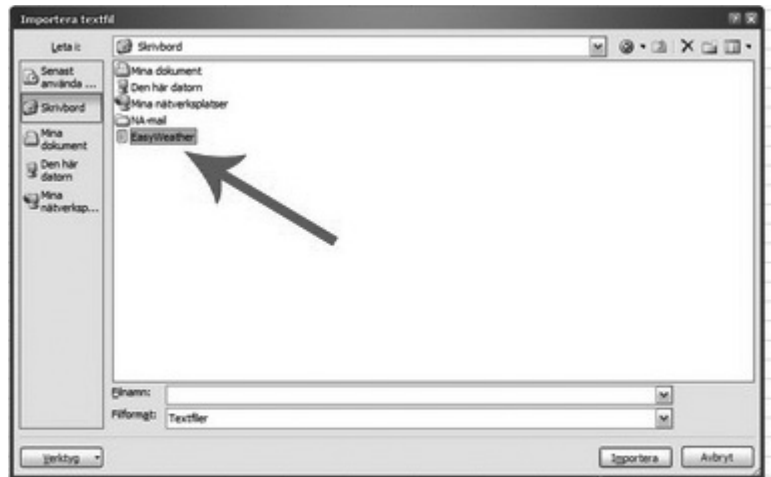 Importera textfil
Leta i:
Skrivbord
Senast
använda ...
Skrivbord
Mina
dokument
Den här
datorn
Mina
nätverksp...
Mina dokument
Den här datorn
Mina nätverksplatser
NA-mail
EasyWeather
Filnamn:
Filformat:
Textfiler
Verktyg
Importera
Avbryt